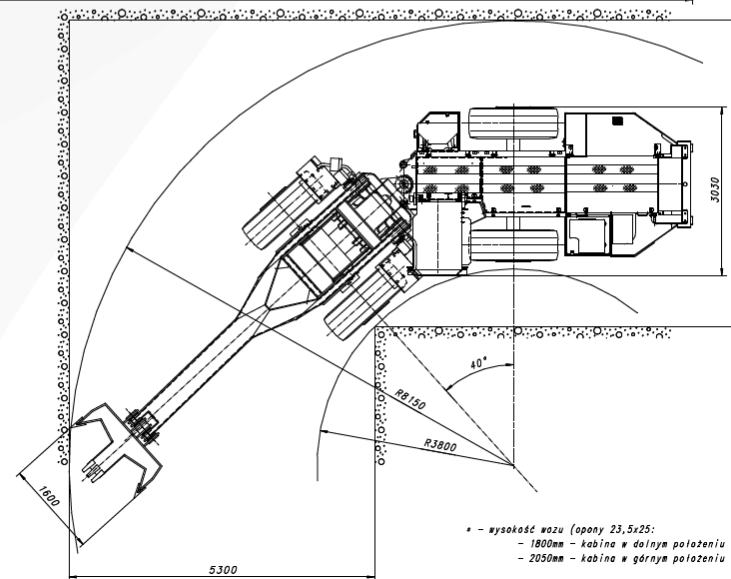 3030
40°
R8150
R3800
1600
* - wysokość wozu (opony 23,5x25:
- 1800mm - kabina w dolnym położeniu
- 2050mm - kabina w górnym położeniu
5300